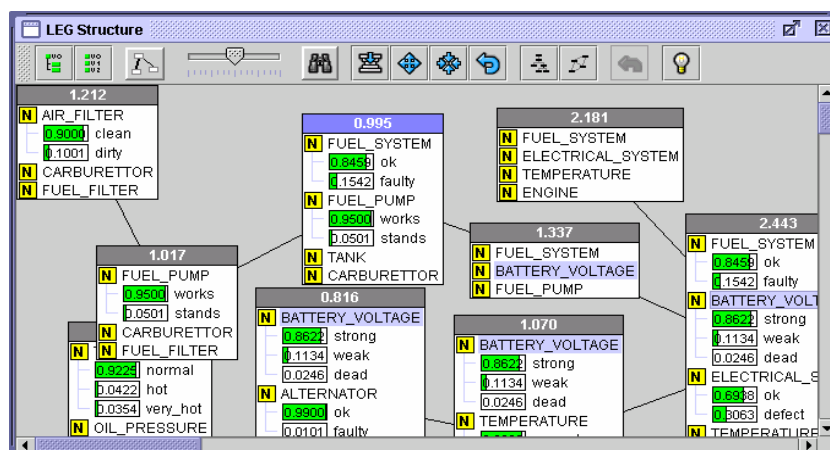 LEG Structure
1.212
N AIR_FILTER
0.9000 clean
0.1001 dirty
N CARBURETTOR
N FUEL_FILTER
0.995
N FUEL_SYSTEM
0.8459 ok
0.1542 faulty
N FUEL_PUMP
0.9500 works
0.0501 stands
N TANK
N CARBURETTOR
2.181
N FUEL_SYSTEM
N ELECTRICAL_SYSTEM
N TEMPERATURE
N ENGINE
1.017
N FUEL_PUMP
0.9500 works
0.0501 stands
N CARBURETTOR
N FUEL_FILTER
1.337
N FUEL_SYSTEM
N BATTERY_VOLTAGE
N FUEL_PUMP
2.443
N FUEL_SYSTEM
0.8459 ok
0.1542 faulty
N BATTERY_VOLT
0.8622 strong
0.1134 weak
0.0246 dead
N ELECTRICAL_S
0.6938 ok
0.3063 defect
N TEMPERATURE
N
0.9225 normal
0.0422 hot
0.0354 very_hot
N OIL_PRESSURE
0.816
N BATTERY_VOLTAGE
0.8622 strong
0.1134 weak
0.0246 dead
N ALTERNATOR
0.9900 ok
0.0101 faulty
1.070
N BATTERY_VOLTAGE
0.8622 strong
0.1134 weak
0.0246 dead
N TEMPERATURE